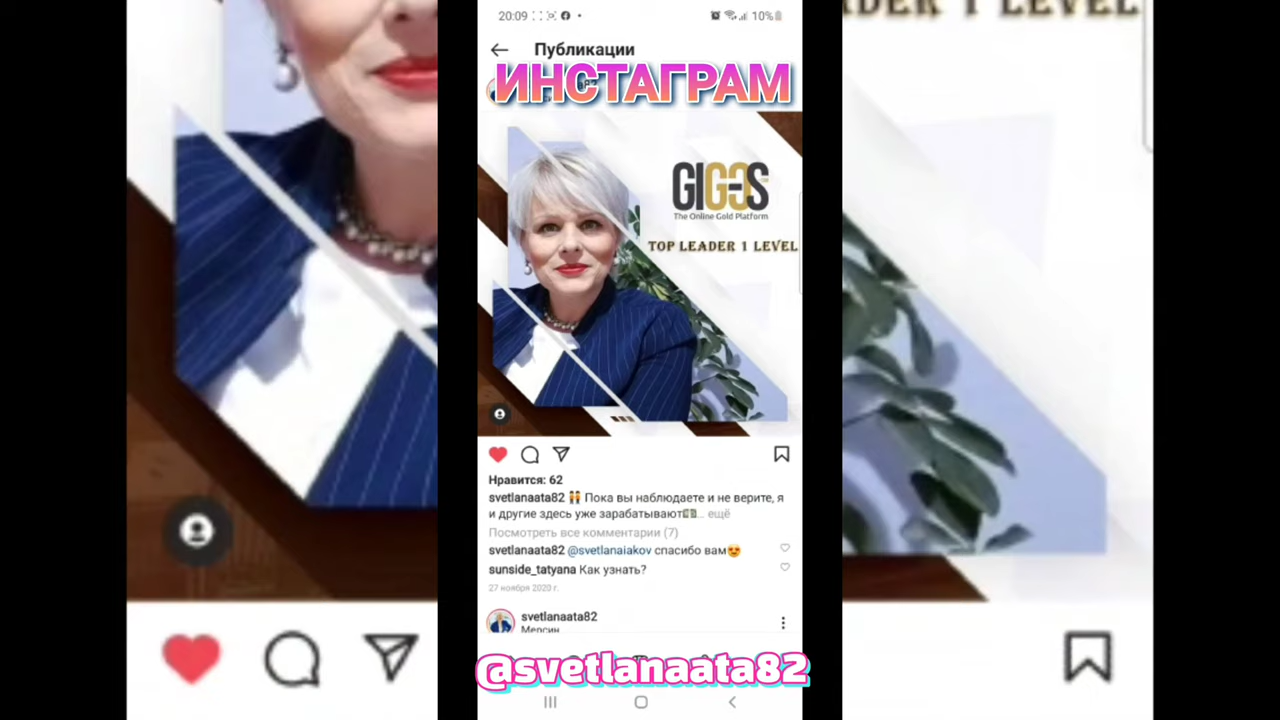 20:09
10%
Публикации
ИНСТАГРАМ
GIGOS
The Online Gold Platform
TOP LEADER 1 LEVEL
Нравится: 62
svetlanaata82 Пока вы наблюдаете и не верите, я
и другие здесь уже зарабатывают... ещё
Посмотреть все комментарии (7)
svetlanaata82 @svetlanaiakov спасибо вам
sunside_tatyana Как узнать?
27 ноября 2020 г.
svetlanaata82
Мерсин
@svetlanaata82